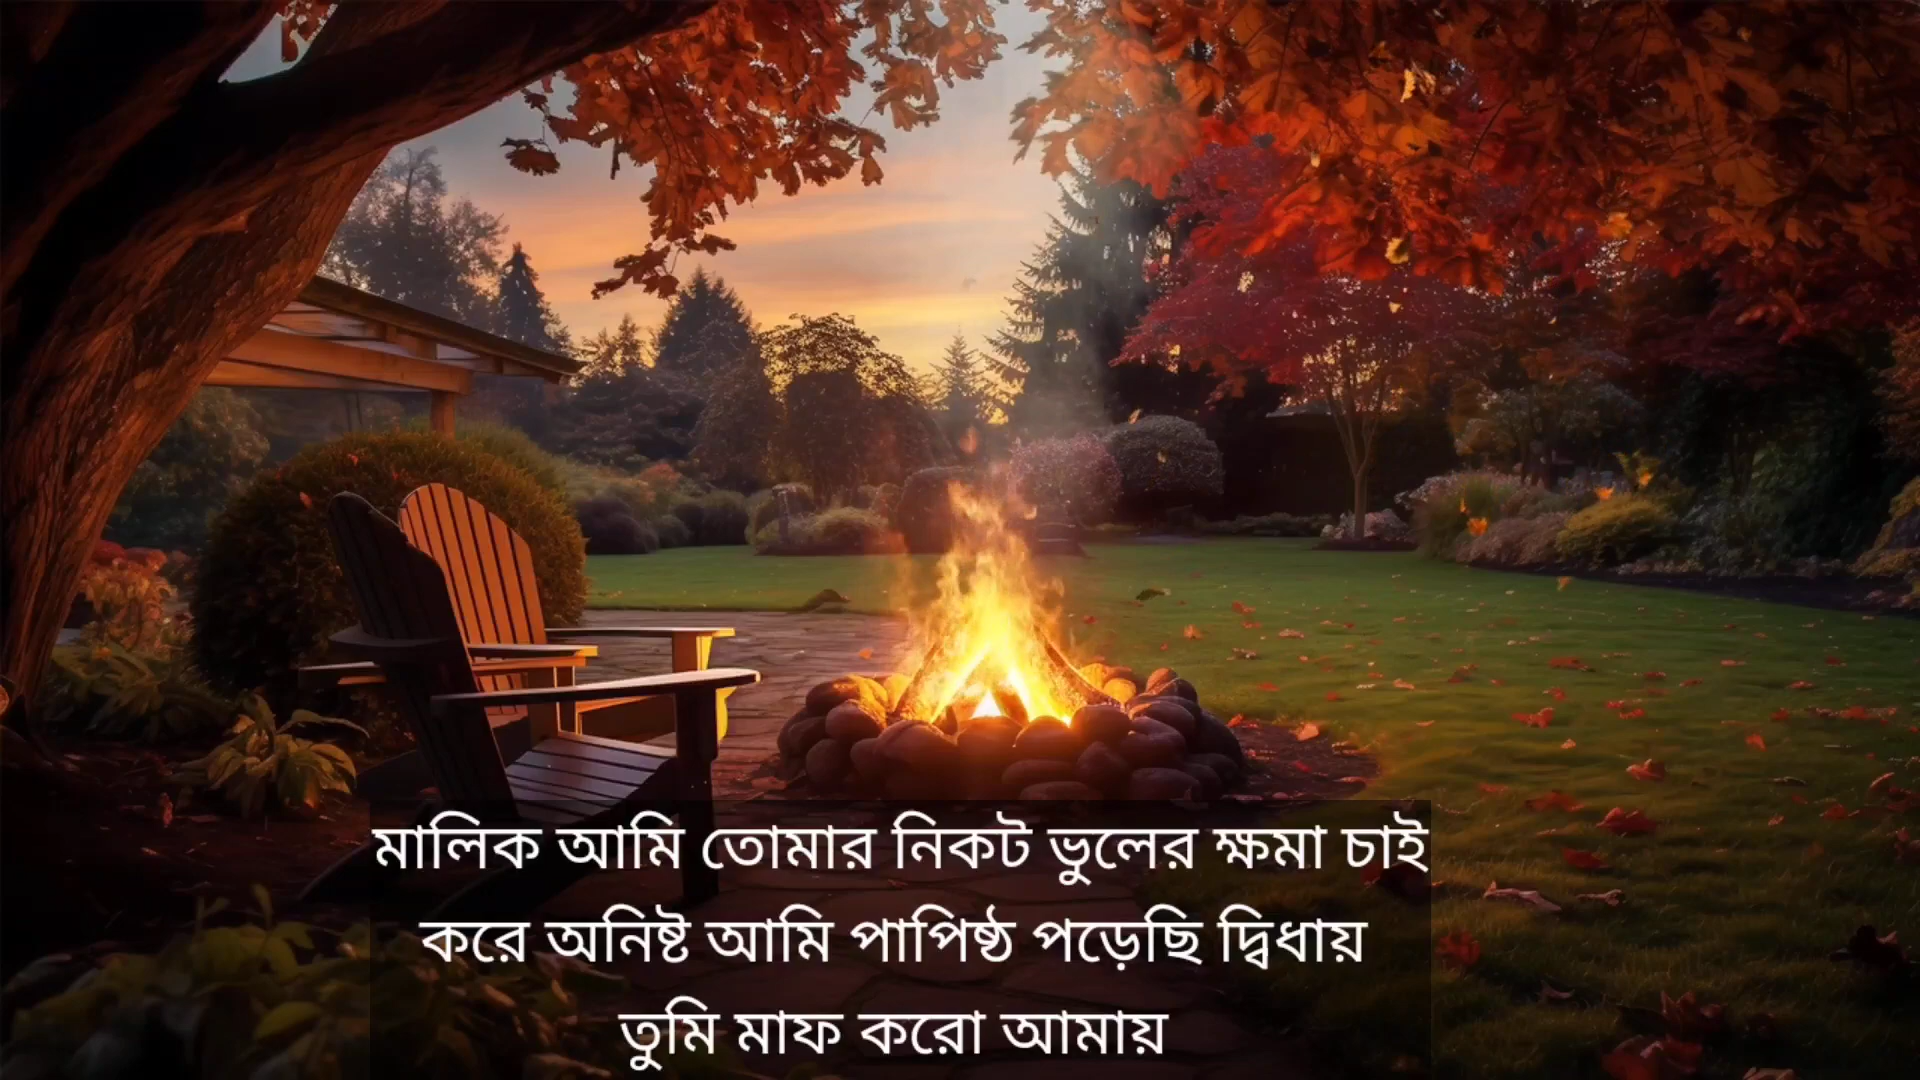 মালিক আমি তোমার নিকট ভুলের ক্ষমা চাই
করে অনিষ্ট আমি পাপিষ্ঠ পড়েছি দ্বিধায়
তুমি মাফ করো আমায়